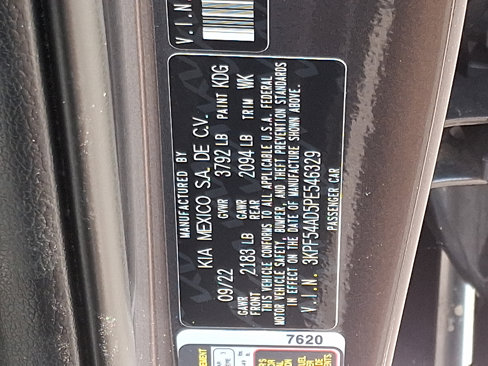 V.I.N.
MANUFACTURED BY
KIA MEXICO S.A. DE C.V.
09/22 GVWR 3792 LB PAINT KDG
GAWR FRONT 2183 LB GAWR REAR 2094 LB TRIM WK
THIS VEHICLE CONFORMS TO ALL APPLICABLE U.S.A. FEDERAL
MOTOR VEHICLE SAFETY, BUMPER, AND THEFT PREVENTION STANDARDS
IN EFFECT ON THE DATE OF MANUFACTURE SHOWN ABOVE.
V.I.N. 3KPF54AD5PE546329
PASSENGER CAR
7620